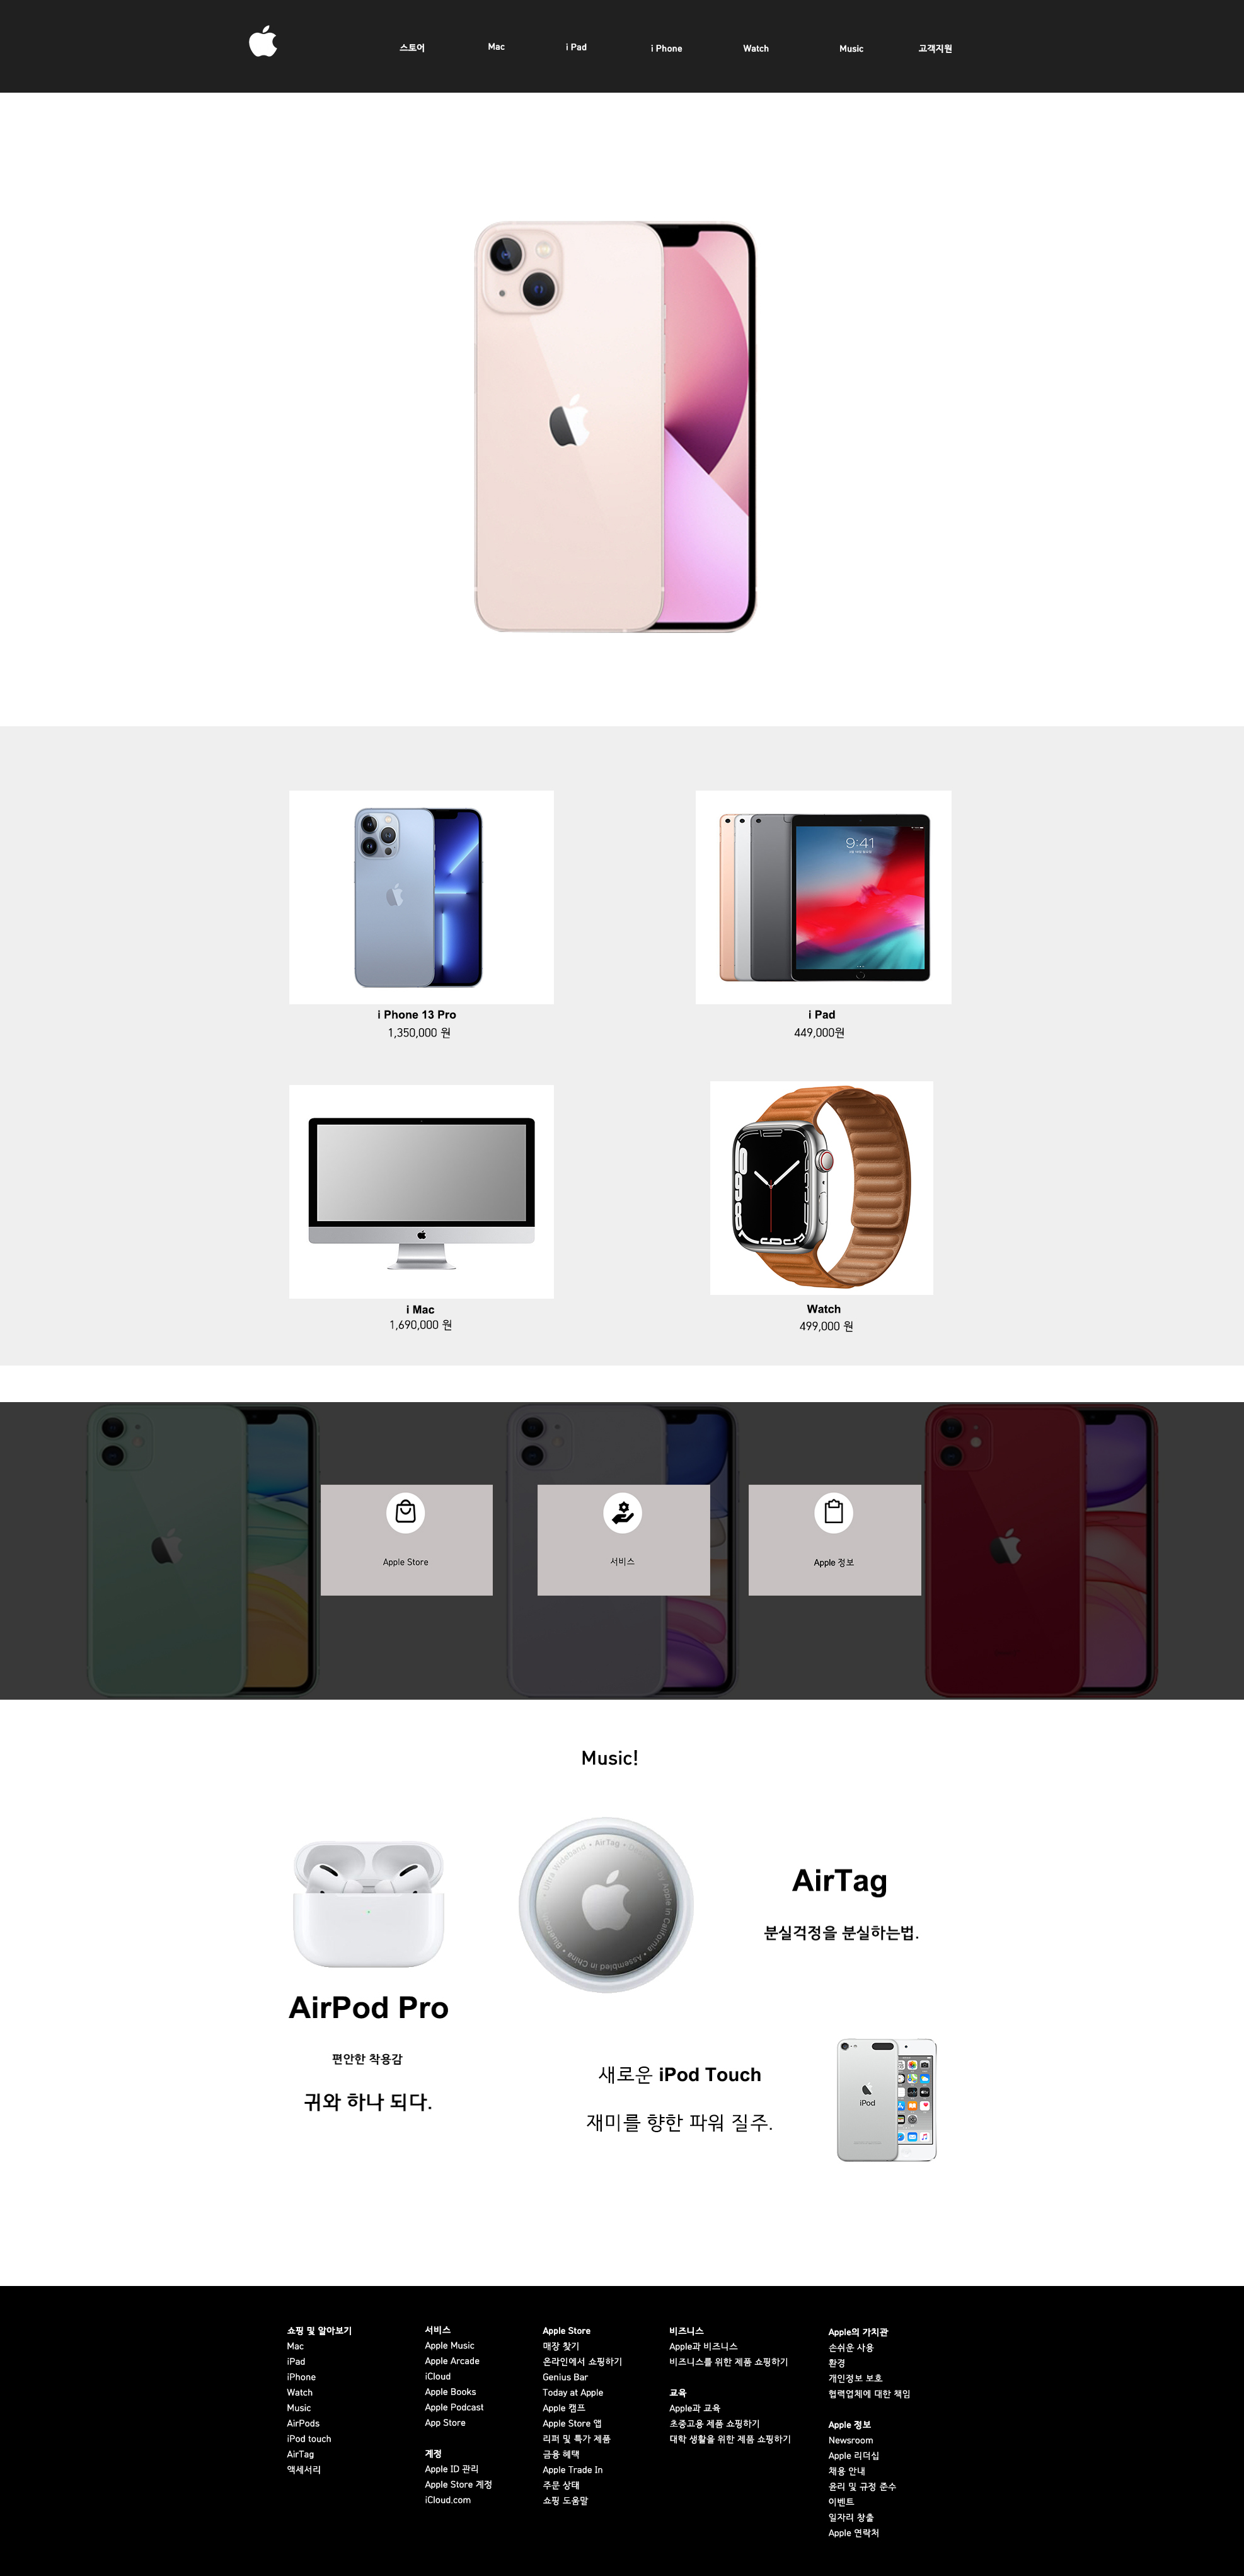 스토어
Mac
i Pad
i Phone
Watch
Music
고객지원
9:41
i Phone 13 Pro
1,350,000 원
i Pad
449,000원
i Mac
1,690,000 원
Watch
499,000 원
Apple Store
서비스
Apple 정보
Music!
AirTag
분실걱정을 분실하는법.
AirPod Pro
편안한 착용감
귀와 하나 되다.
새로운 iPod Touch
재미를 향한 파워 질주.
iPod
쇼핑 및 알아보기
Mac
iPad
iPhone
Watch
Music
AirPods
iPod touch
AirTag
액세서리
서비스
Apple Music
Apple Arcade
iCloud
Apple Books
Apple Podcast
App Store
계정
Apple ID 관리
Apple Store 계정
iCloud.com
Apple Store
매장 찾기
온라인에서 쇼핑하기
Genius Bar
Today at Apple
Apple 캠프
Apple Store 앱
리퍼 및 특가 제품
금융 혜택
Apple Trade In
주문 상태
쇼핑 도움말
비즈니스
Apple과 비즈니스
비즈니스를 위한 제품 쇼핑하기
교육
Apple과 교육
초중고용 제품 쇼핑하기
대학 생활을 위한 제품 쇼핑하기
Apple의 가치관
손쉬운 사용
환경
개인정보 보호
협력업체에 대한 책임
Apple 정보
Newsroom
Apple 리더십
채용 안내
윤리 및 규정 준수
이벤트
일자리 창출
Apple 연락처